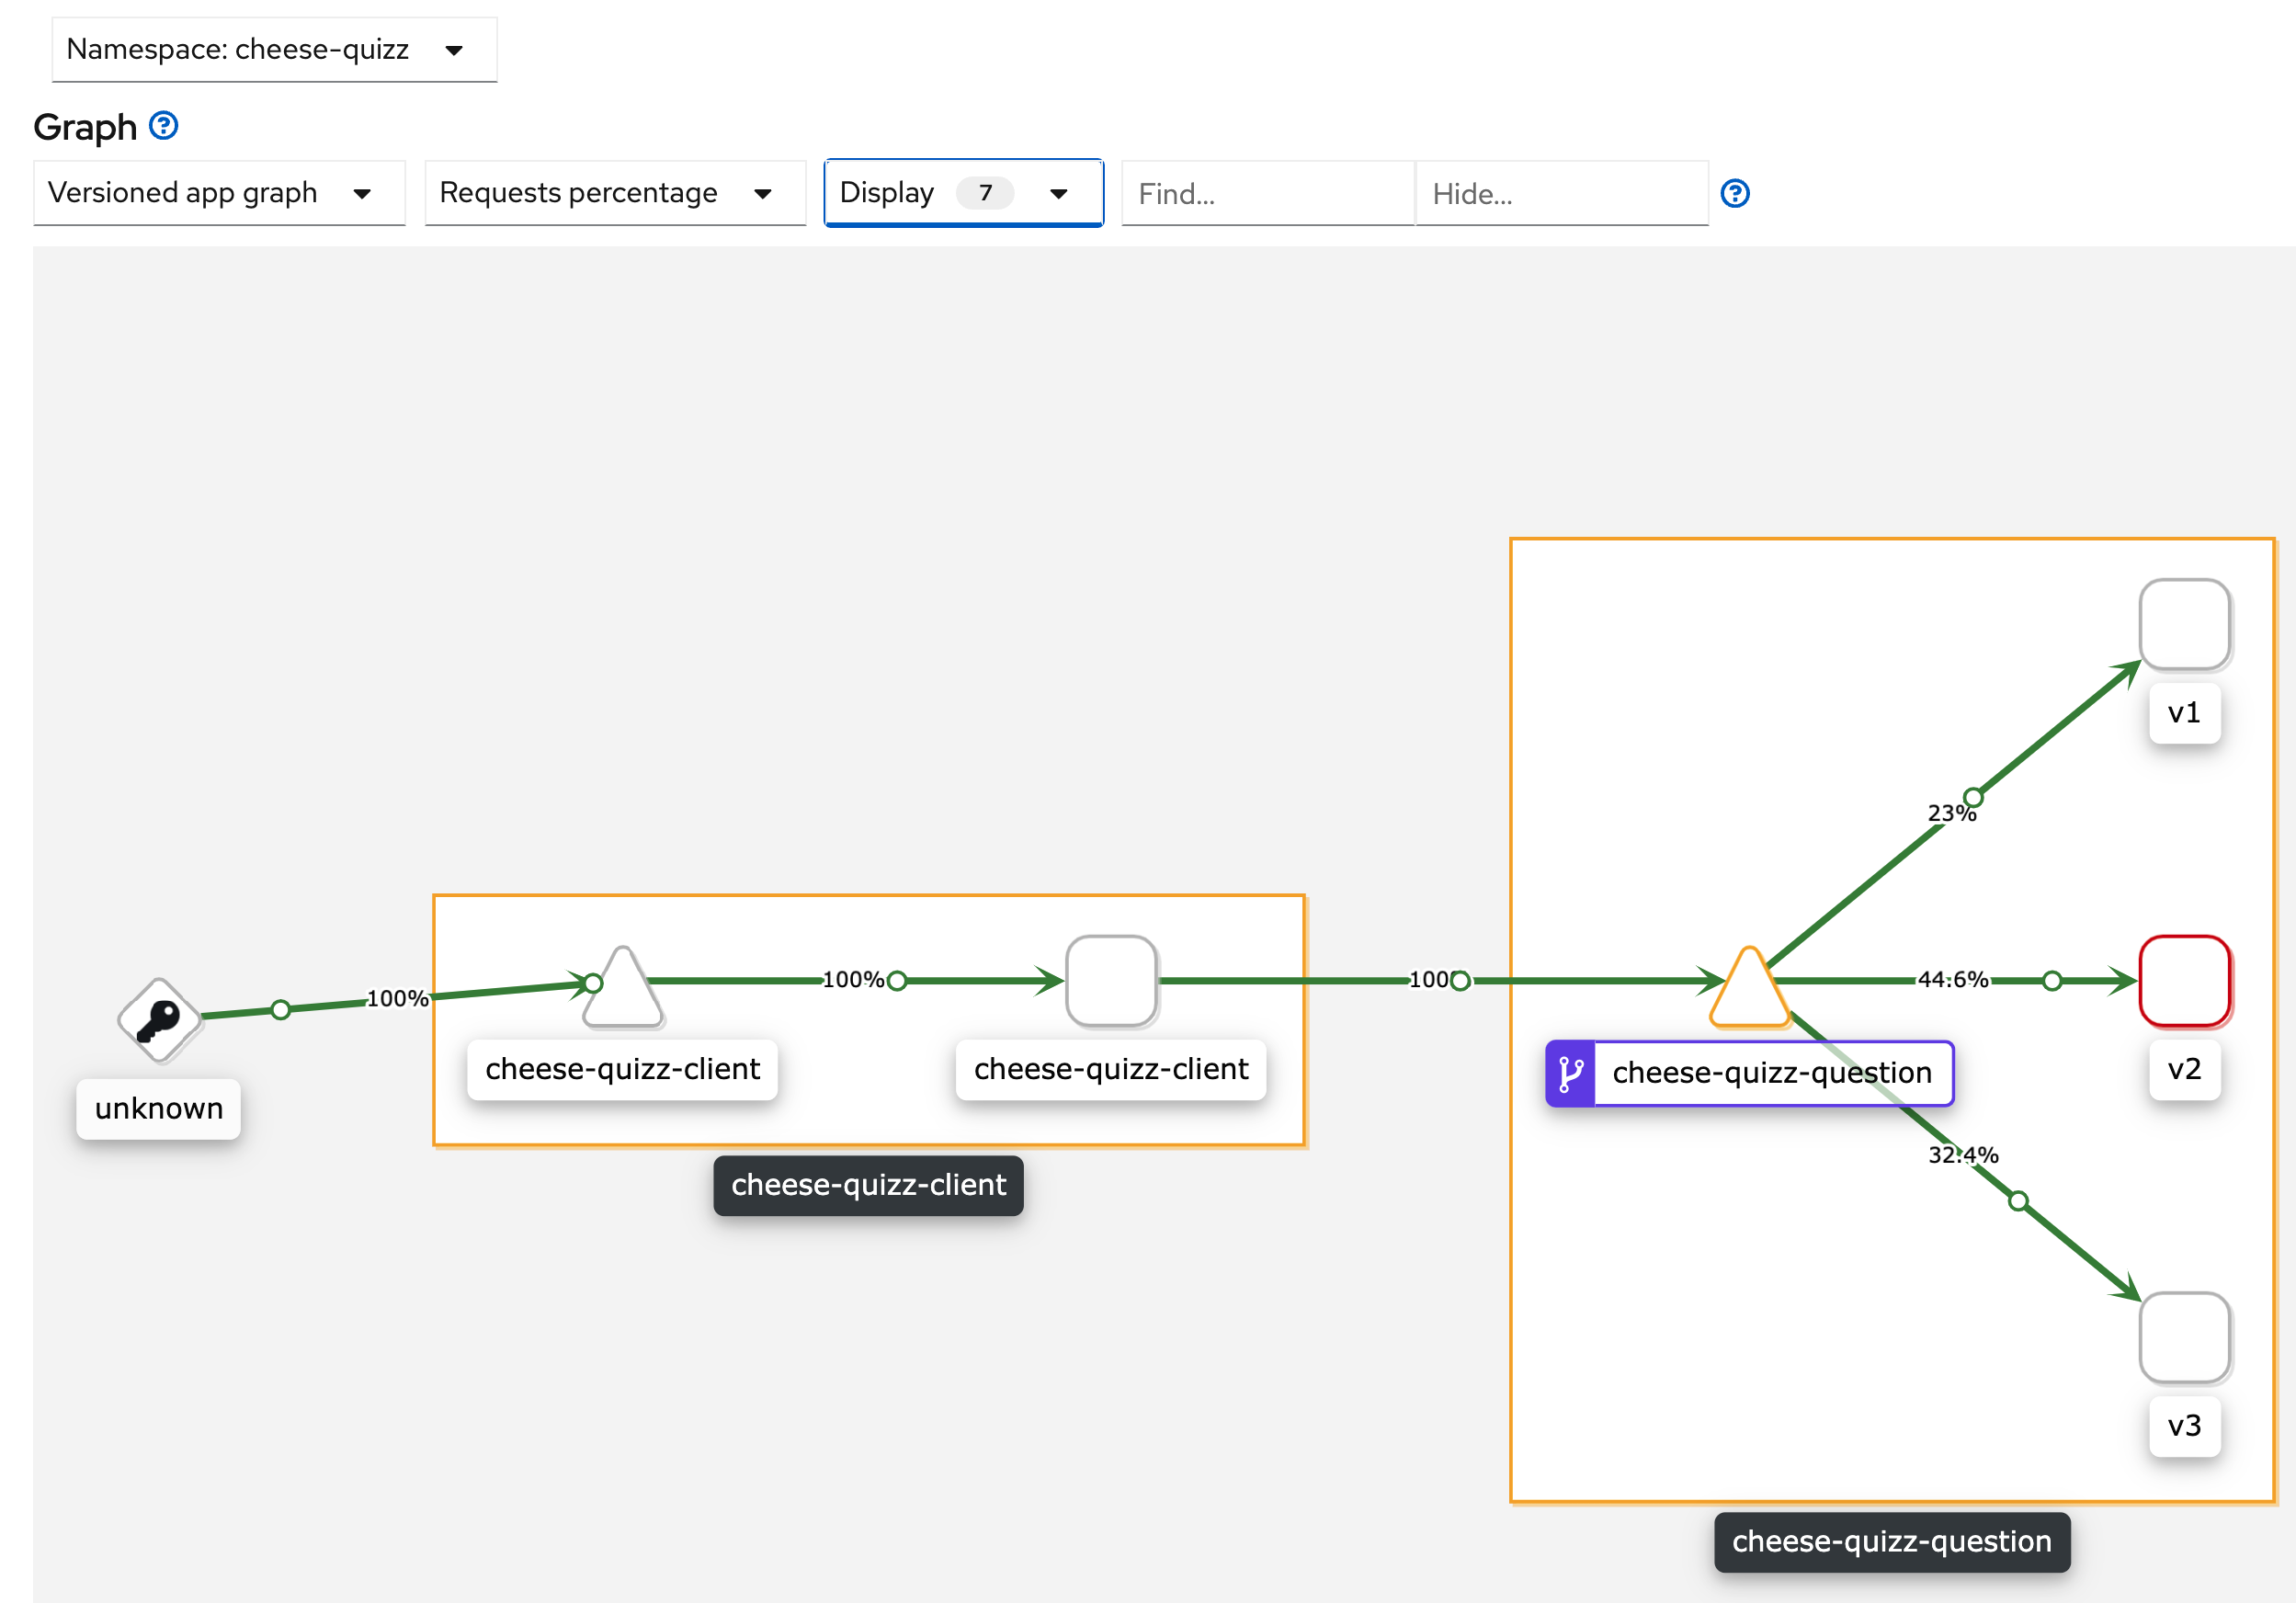 Namespace: cheese-quizz
Graph
Versioned app graph
Requests percentage
Display 7
Find...
Hide...
v1
23%
100%
100%
100
44.6%
cheese-quizz-client
cheese-quizz-client
cheese-quizz-question
v2
unknown
32.4%
cheese-quizz-client
v3
cheese-quizz-question